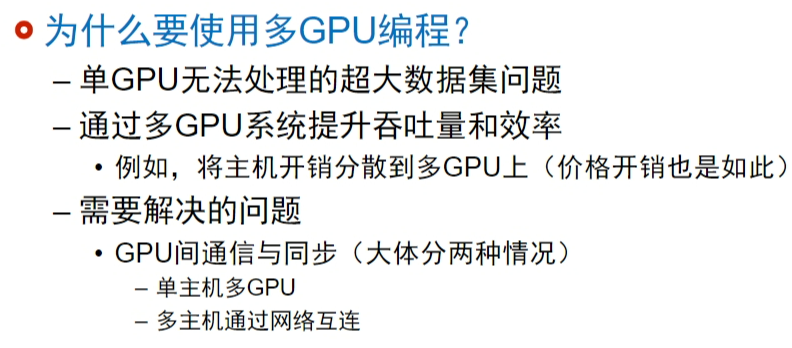 为什么要使用多GPU编程？
– 单GPU无法处理的超大数据集问题
– 通过多GPU系统提升吞吐量和效率
• 例如，将主机开销分散到多GPU上（价格开销也是如此）
– 需要解决的问题
• GPU间通信与同步（大体分两种情况）
– 单主机多GPU
– 多主机通过网络互连